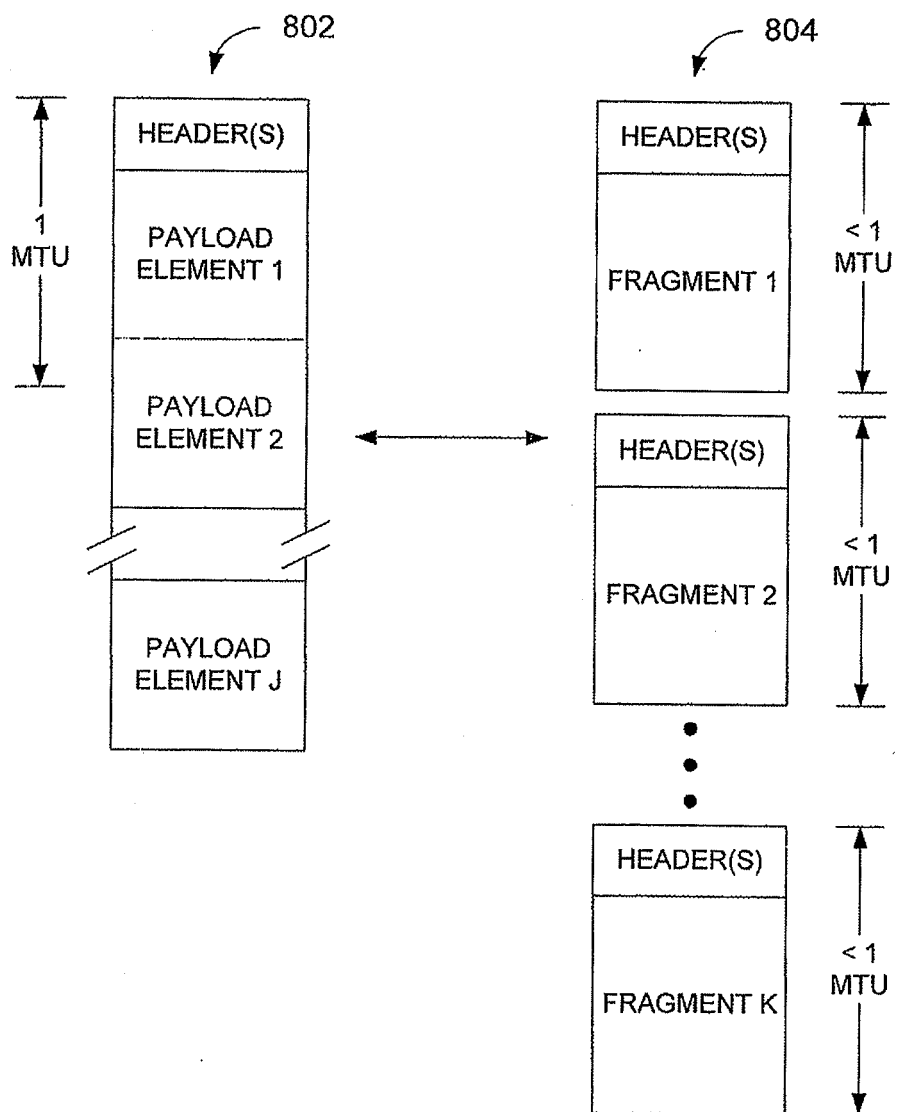 802
HEADER(S)
1
MTU
PAYLOAD
ELEMENT 1
PAYLOAD
ELEMENT 2
PAYLOAD
ELEMENT J
804
HEADER(S)
FRAGMENT 1
< 1
MTU
HEADER(S)
FRAGMENT 2
< 1
MTU
HEADER(S)
FRAGMENT K
< 1
MTU